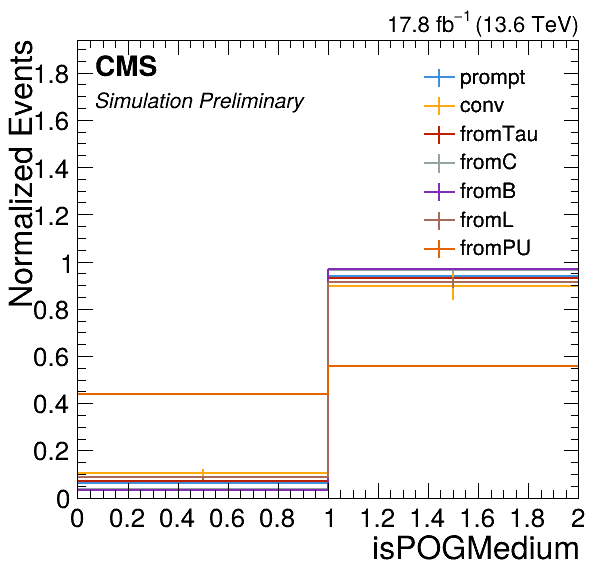 17.8 fb⁻¹ (13.6 TeV)
CMS
Simulation Preliminary
Normalized Events
1.8
1.6
1.4
1.2
1
0.8
0.6
0.4
0.2
0
prompt
conv
fromTau
fromC
fromB
fromL
fromPU
0 0.2 0.4 0.6 0.8 1 1.2 1.4 1.6 1.8 2
isPOGMedium